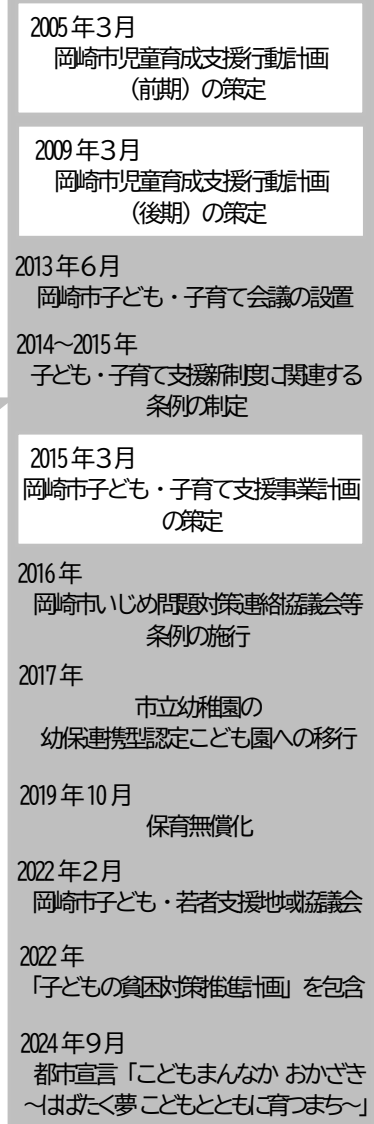 2005年3月
岡崎市児童育成支援行動計画
(前期)の策定
2009年3月
岡崎市児童育成支援行動計画
(後期)の策定
2013年6月
岡崎市子ども・子育て会議の設置
2014～2015年
子ども・子育て支援新制度に関連する
条例の制定
2015年3月
岡崎市子ども・子育て支援事業計画
の策定
2016年
岡崎市いじめ問題対策連絡協議会等
条例の施行
2017年
市立幼稚園の
幼保連携型認定こども園への移行
2019年10月
保育無償化
2022年2月
岡崎市子ども・若者支援地域協議会
2022年
「子どもの貧困対策推進計画」を包含
2024年9月
都市宣言「こどもまんなか おかざき
～はばたく夢 こどもとともに育つまち～」